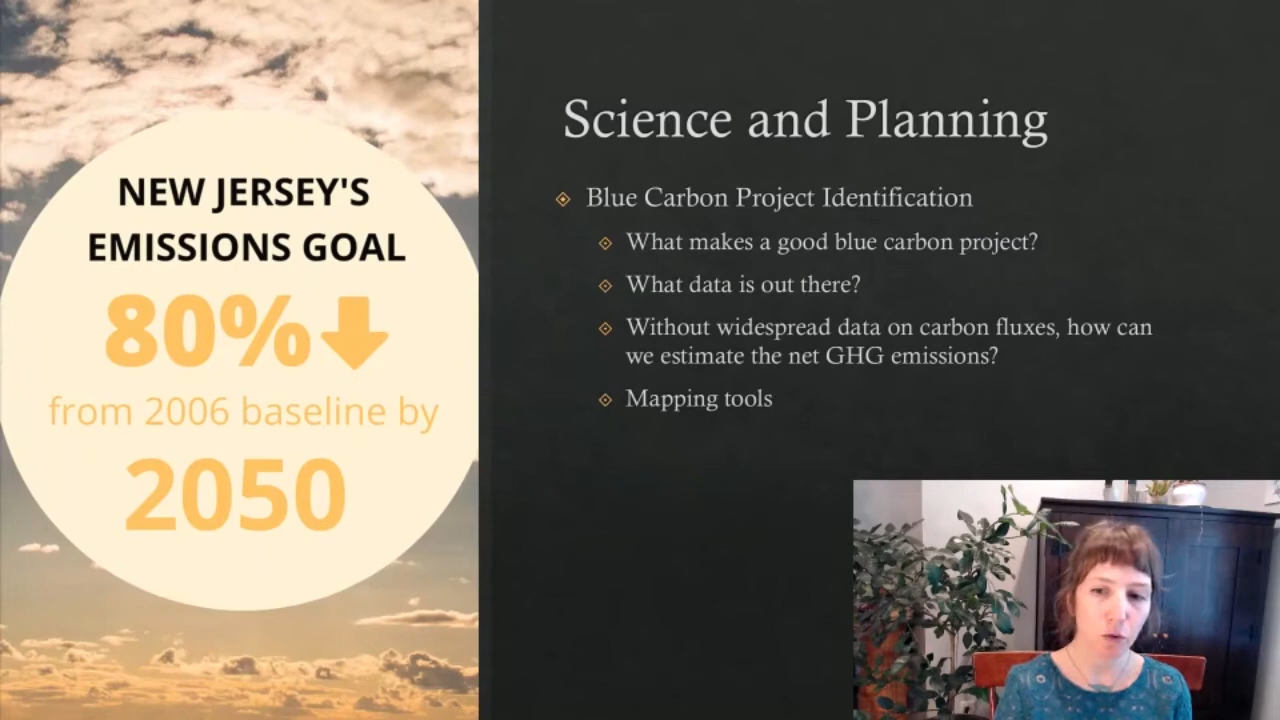 NEW JERSEY'S
EMISSIONS GOAL
80%
from 2006 baseline by
2050
Science and Planning
Blue Carbon Project Identification
What makes a good blue carbon project?
What data is out there?
Without widespread data on carbon fluxes, how can
we estimate the net GHG emissions?
Mapping tools